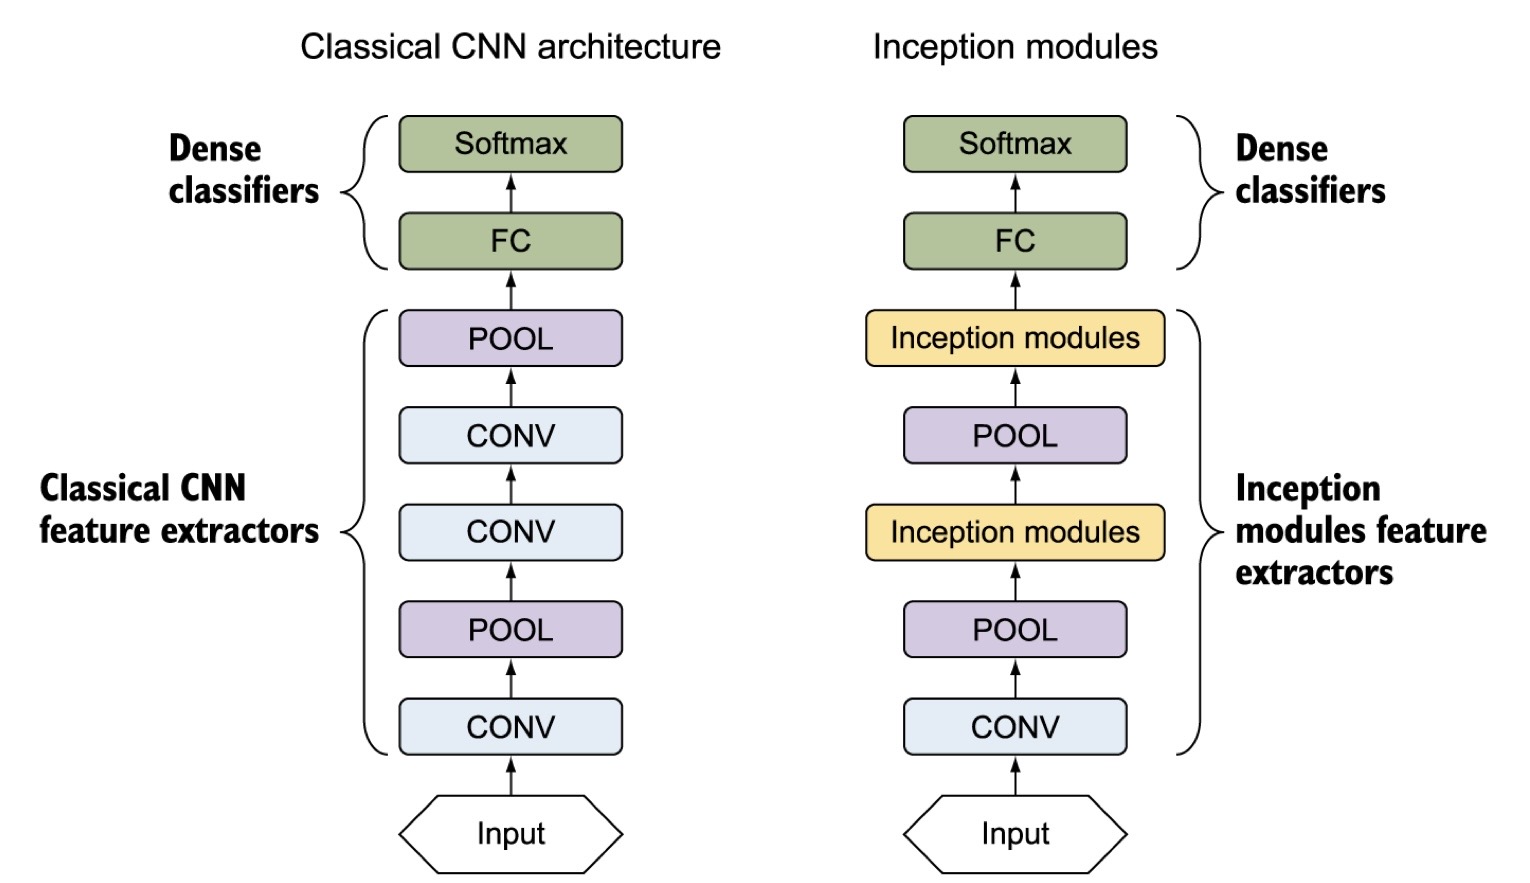 Classical CNN architecture
Dense
classifiers
Softmax
FC
POOL
CONV
CONV
POOL
CONV
Input
Classical CNN
feature extractors
Inception modules
Softmax
FC
Inception modules
POOL
Inception modules
POOL
CONV
Input
Dense
classifiers
Inception
modules feature
extractors